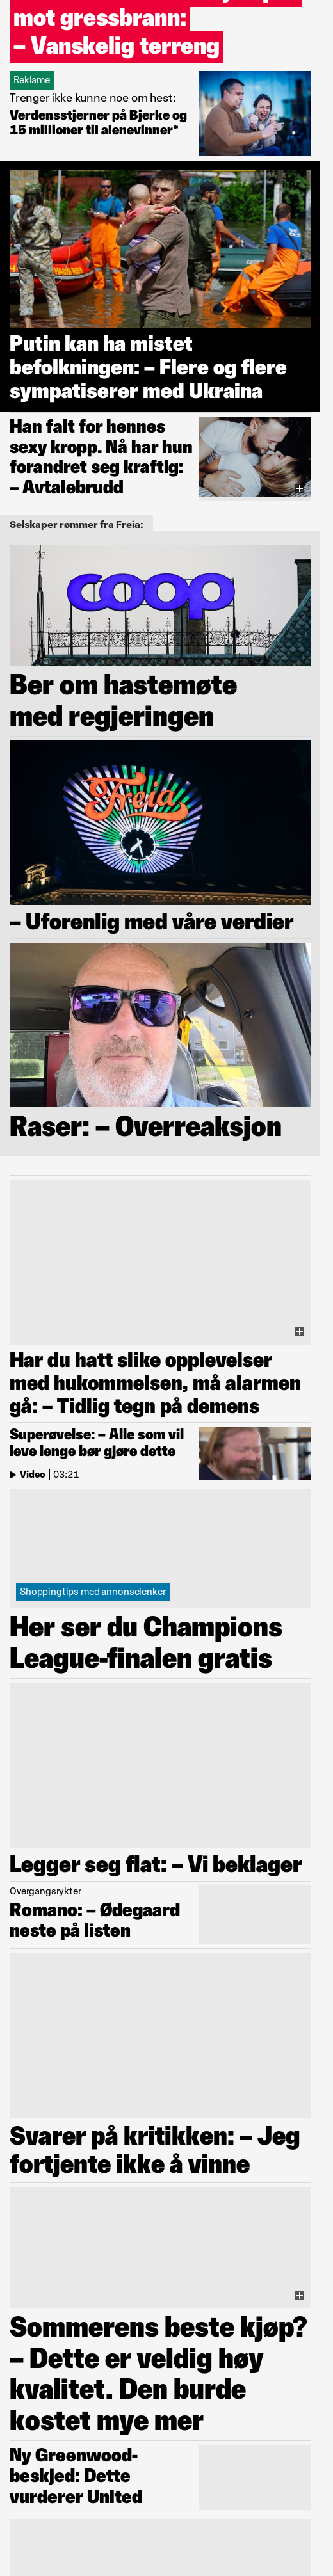 mot gressbrann:
– Vanskelig terreng
Reklame
Trenger ikke kunne noe om hest:
Verdensstjerner på Bjerke og
15 millioner til alenevinner*
Putin kan ha mistet
befolkningen: – Flere og flere
sympatiserer med Ukraina
Han falt for hennes
sexy kropp. Nå har hun
forandret seg kraftig:
– Avtalebrudd
Selskaper rømmer fra Freia:
coop
Ber om hastemøte
med regjeringen
Freia
– Uforenlig med våre verdier
Raser: – Overreaksjon
Har du hatt slike opplevelser
med hukommelsen, må alarmen
gå: – Tidlig tegn på demens
Superøvelse: – Alle som vil
leve lenge bør gjøre dette
Video 03:21
Shoppingtips med annonselenker
Her ser du Champions
League-finalen gratis
Legger seg flat: – Vi beklager
Overgangsrykter
Romano: – Ødegaard
neste på listen
Svarer på kritikken: – Jeg
fortjente ikke å vinne
Sommerens beste kjøp?
– Dette er veldig høy
kvalitet. Den burde
kostet mye mer
Ny Greenwood-
beskjed: Dette
vurderer United